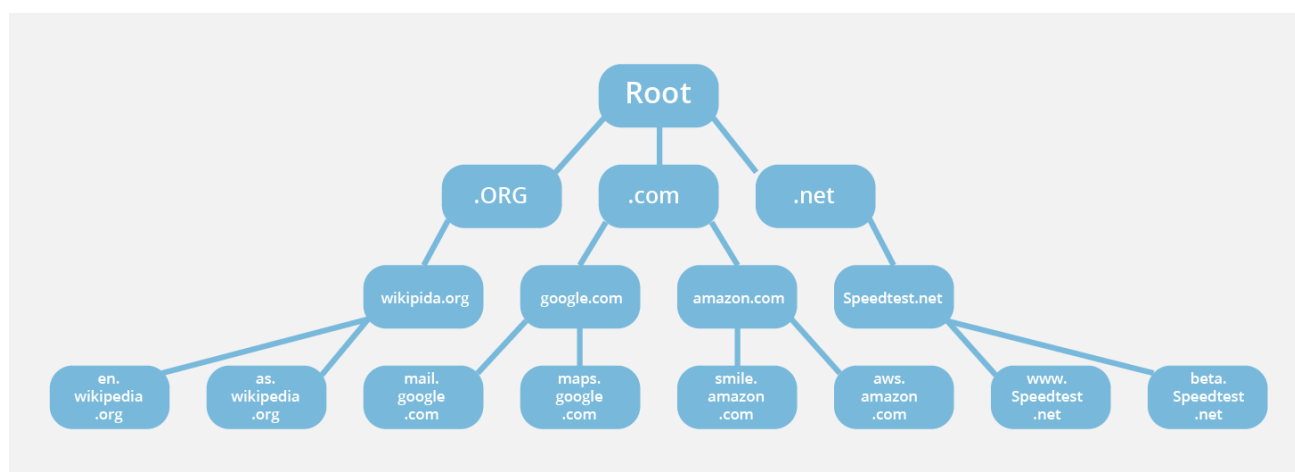 Root
.ORG
.com
.net
wikipida.org
google.com
amazon.com
Speedtest.net
en.
wikipedia
.org
as.
wikipedia
.org
mail.
google
.com
maps.
google
.com
smile.
amazon
.com
aws.
amazon
.com
www.
Speedtest
.net
beta.
Speedtest
.net